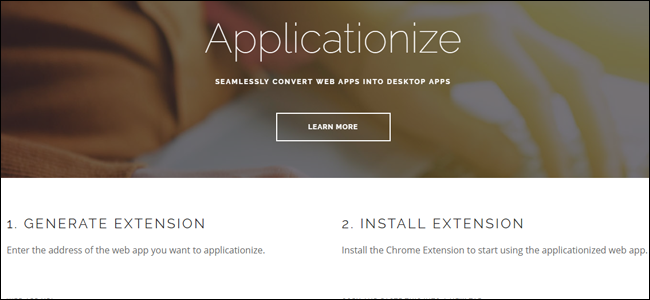 Applicationize
SEAMLESSLY CONVERT WEB APPS INTO DESKTOP APPS
LEARN MORE
1. GENERATE EXTENSION
Enter the address of the web app you want to applicationize.
2. INSTALL EXTENSION
Install the Chrome Extension to start using the applicationized web app.